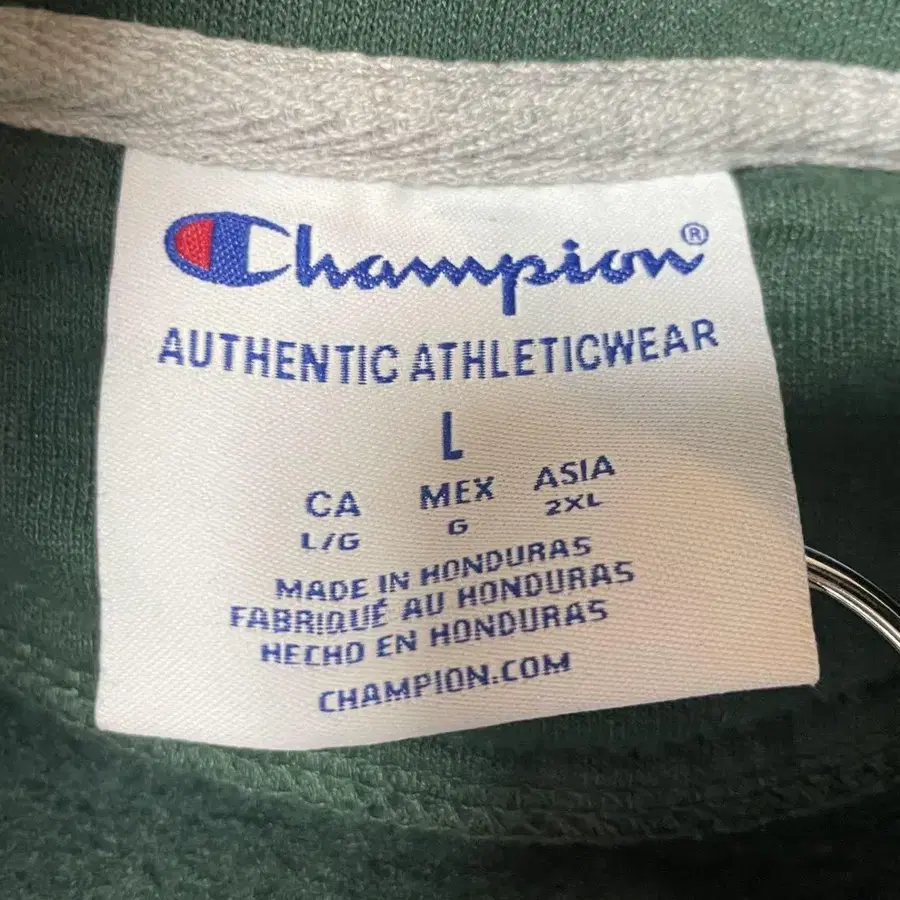 Champion®
AUTHENTIC ATHLETICWEAR
L
CA MEX ASIA
L/G G 2XL
MADE IN HONDURAS
FABRIQUÉ AU HONDURAS
HECHO EN HONDURAS
CHAMPION.COM